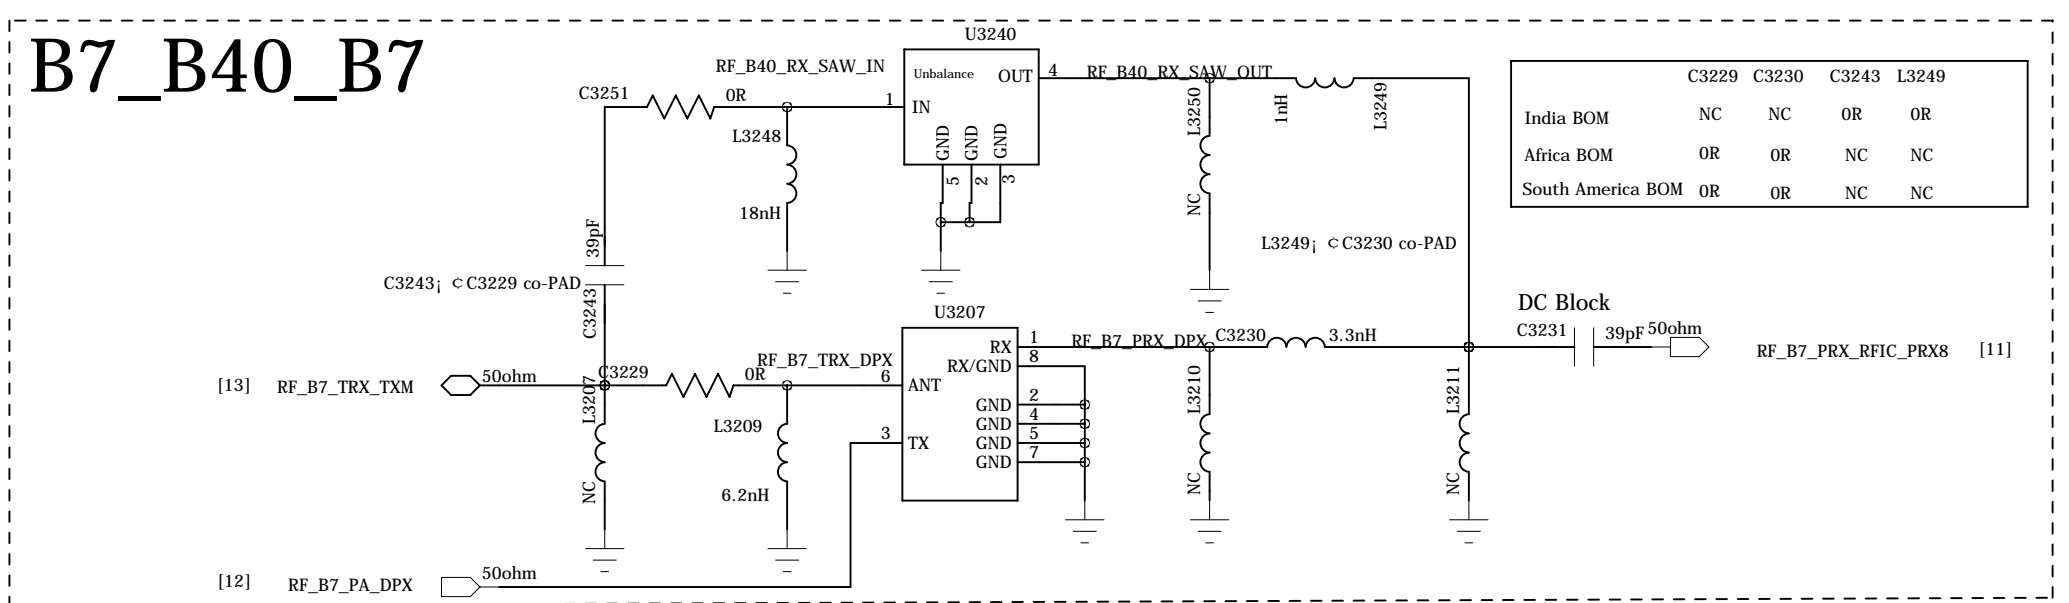 B7_B40_B7
U3240
RF_B40_RX_SAW_IN
Unbalance
OUT
4
RF_B40_RX_SAW_OUT
C3251
0R
1
IN
GND
GND
GND
5
2
3
L3248
18nH
L3250
NC
1nH
L3249
C3229 C3230 C3243 L3249
India BOM NC NC 0R 0R
Africa BOM 0R 0R NC NC
South America BOM 0R 0R NC NC
39pF
C3243¡ ¢C3229 co-PAD
C3243
L3249¡ ¢C3230 co-PAD
U3207
RX
1
RX/GND
8
GND
2
GND
4
GND
5
GND
7
ANT
6
TX
3
RF_B7_PRX_DPX
C3230
3.3nH
DC Block
C3231
39pF
50ohm
RF_B7_PRX_RFIC_PRX8 [11]
RF_B7_TRX_DPX
[13] RF_B7_TRX_TXM
50ohm
C3229
0R
L3207
NC
L3209
6.2nH
L3210
NC
L3211
NC
[12] RF_B7_PA_DPX
50ohm